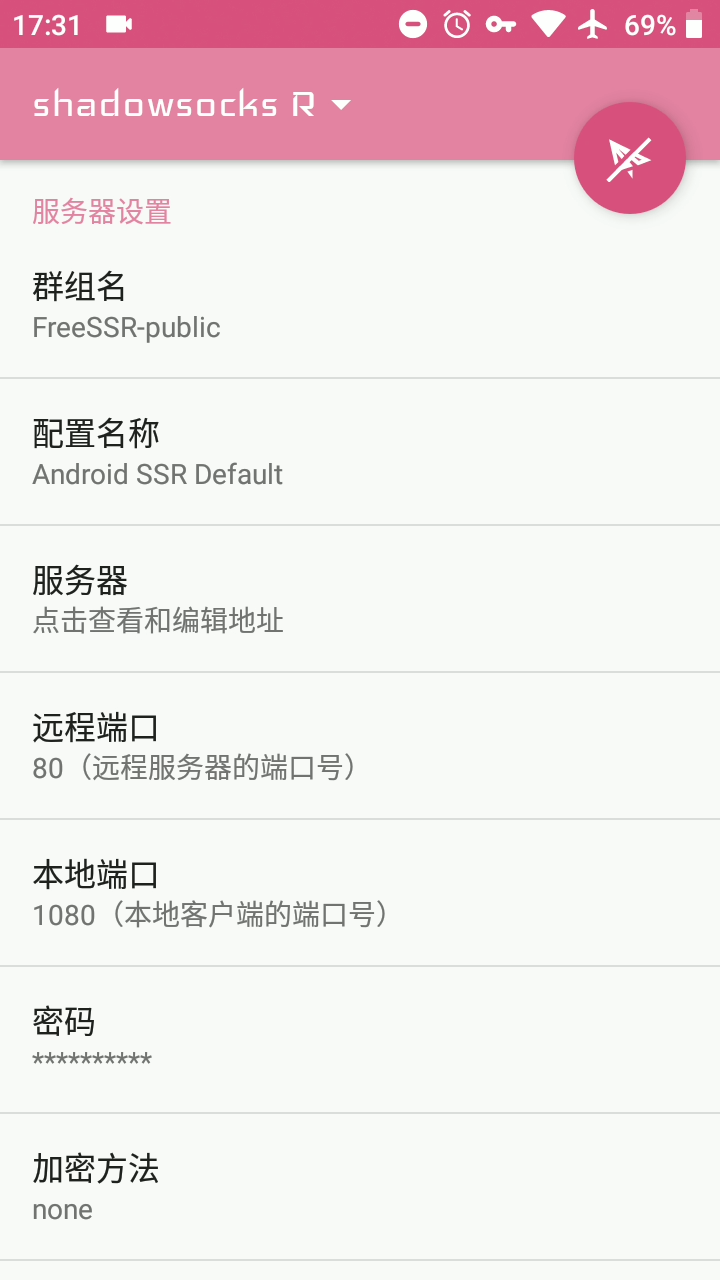 17:31
69%
shadowsocks R
服务器设置
群组名
FreeSSR-public
配置名称
Android SSR Default
服务器
点击查看和编辑地址
远程端口
80（远程服务器的端口号）
本地端口
1080（本地客户端的端口号）
密码
**********
加密方法
none